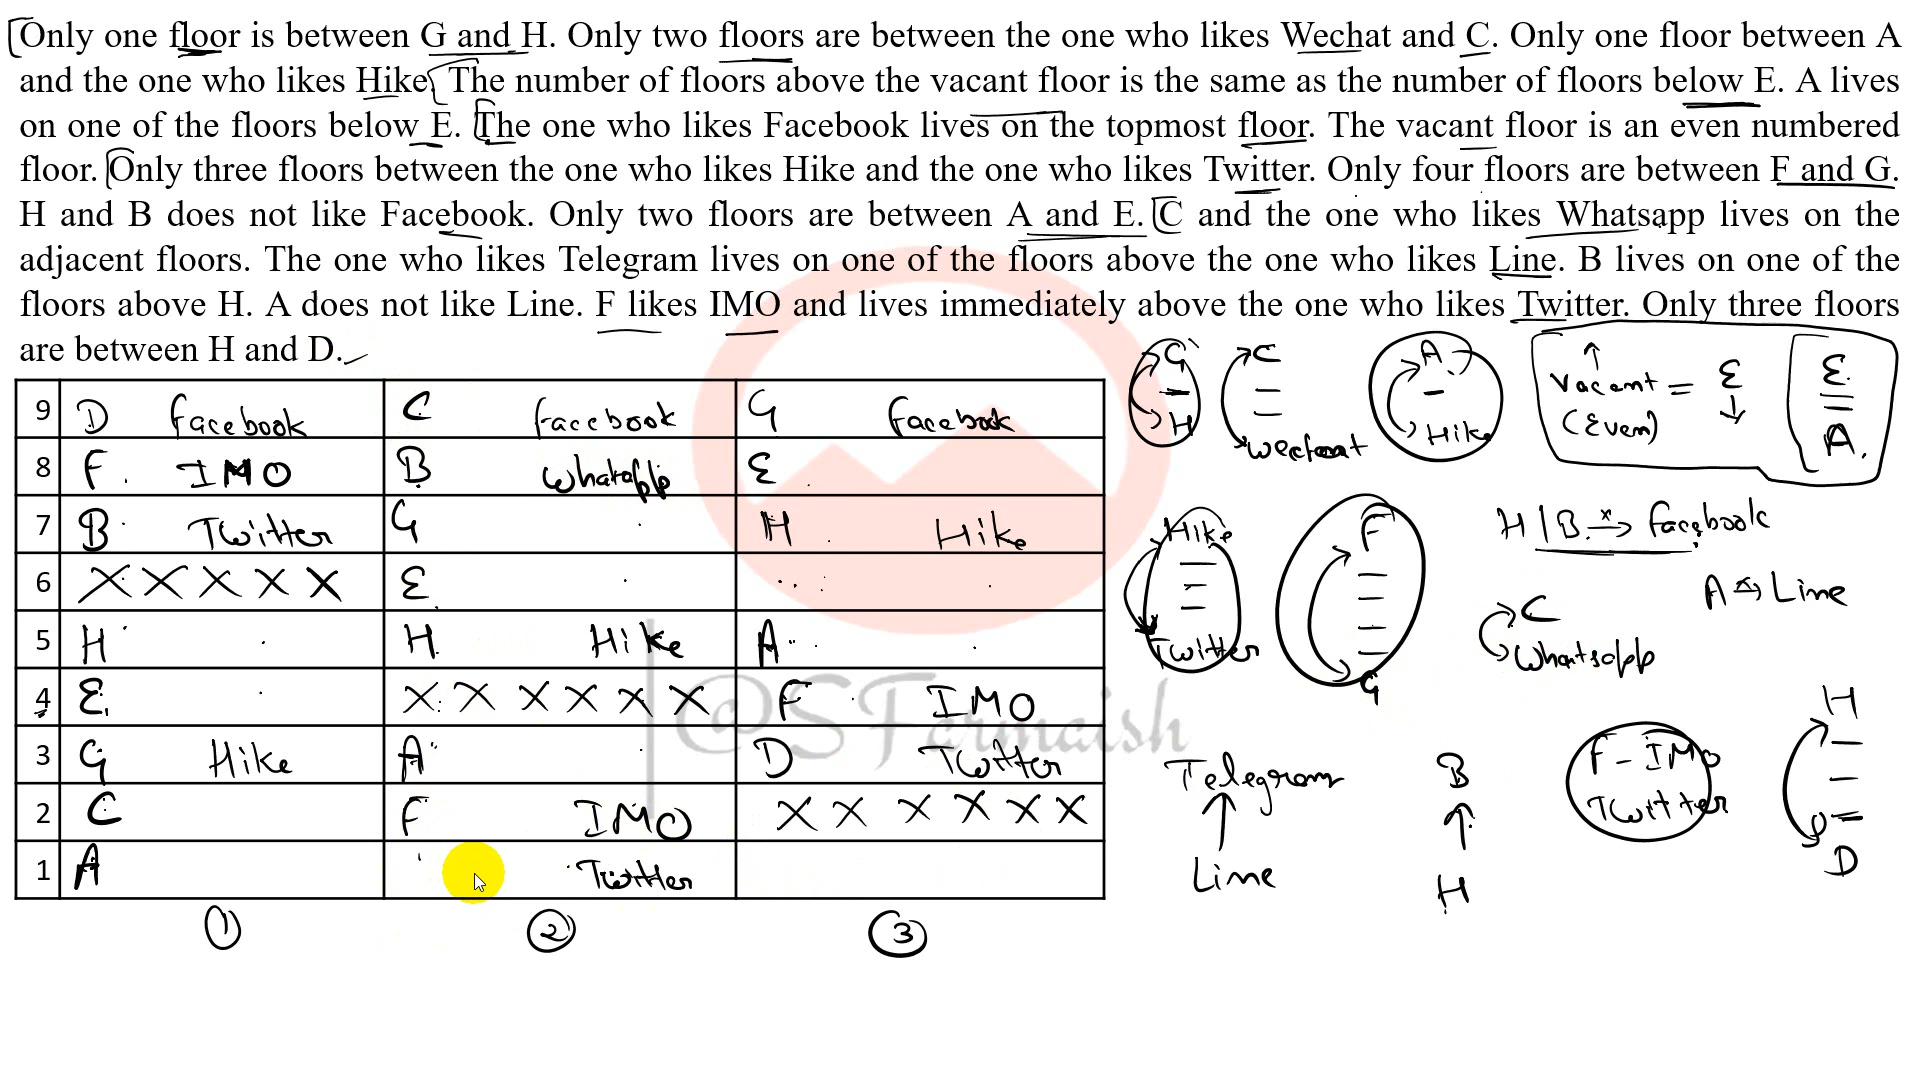 Only one floor is between G and H. Only two floors are between the one who likes Wechat and C. Only one floor between A
and the one who likes Hike. The number of floors above the vacant floor is the same as the number of floors below E. A lives
on one of the floors below E. The one who likes Facebook lives on the topmost floor. The vacant floor is an even numbered
floor. Only three floors between the one who likes Hike and the one who likes Twitter. Only four floors are between F and G.
H and B does not like Facebook. Only two floors are between A and E. C and the one who likes Whatsapp lives on the
adjacent floors. The one who likes Telegram lives on one of the floors above the one who likes Line. B lives on one of the
floors above H. A does not like Line. F likes IMO and lives immediately above the one who likes Twitter. Only three floors
are between H and D.
9 D Facebook C Facebook G Facebook
8 F IMO B Whatapp E
7 B Twitter G H Hike
6 X X X X X E
5 H H Hike A
4 E X X X X X X F IMO
3 G Hike A D Twitter
2 C F IMO X X X X X X
1 A Twitter
1 2 3
G H
C Wechat
A Hike
Vacant = E
(Even)
E A.
Hike Twitter
F G
H | B x Facebook
A x Line
C Whatsapp
Telegram
Line
B
H
F - IMO
Twitter
H
D
@SFarmaish